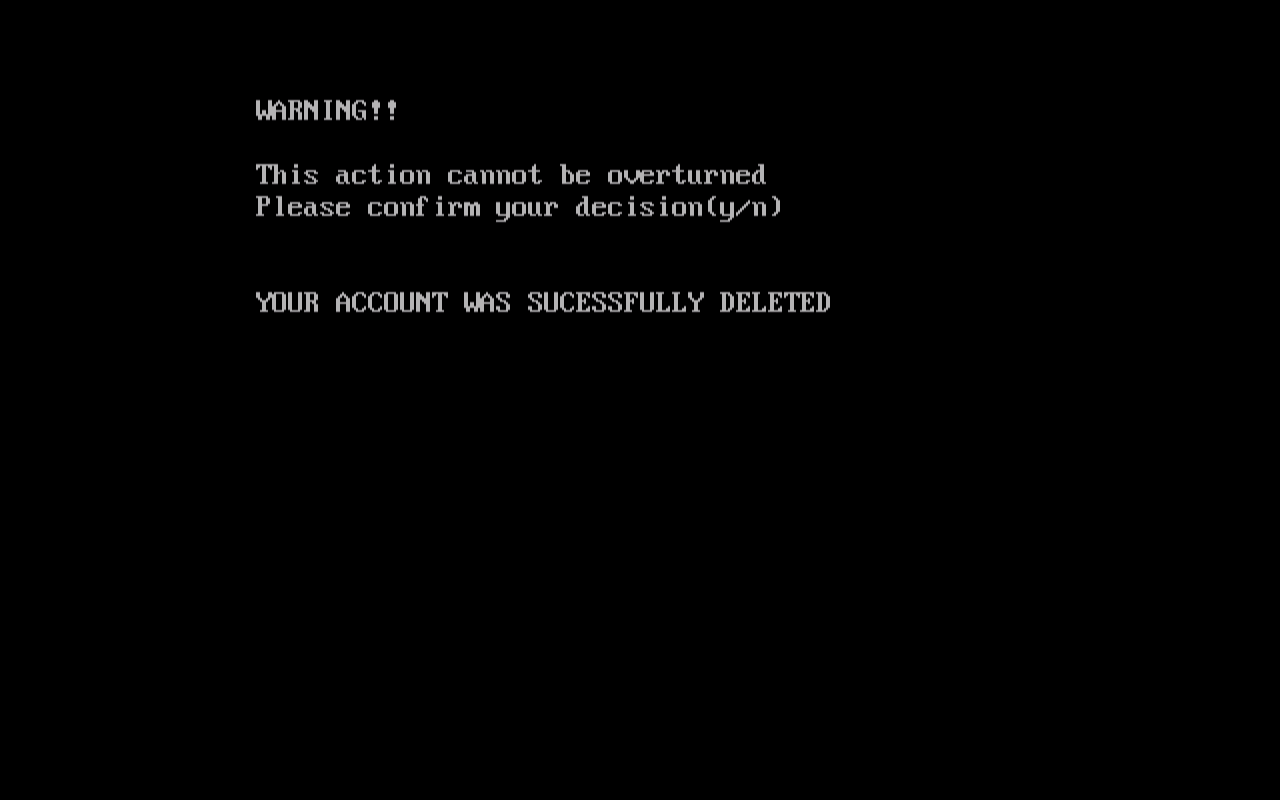 WARNING!!
This action cannot be overturned
Please confirm your decision(y/n)
YOUR ACCOUNT WAS SUCESSFULLY DELETED